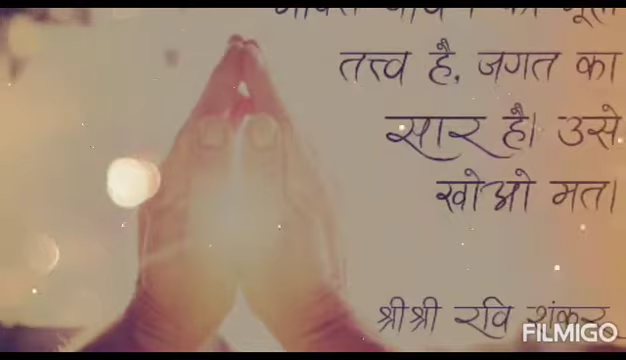 तत्त्व है, जगत का
सार है। उसे
खोओ मत।
श्री श्री रवि शंकर
FILMIGO